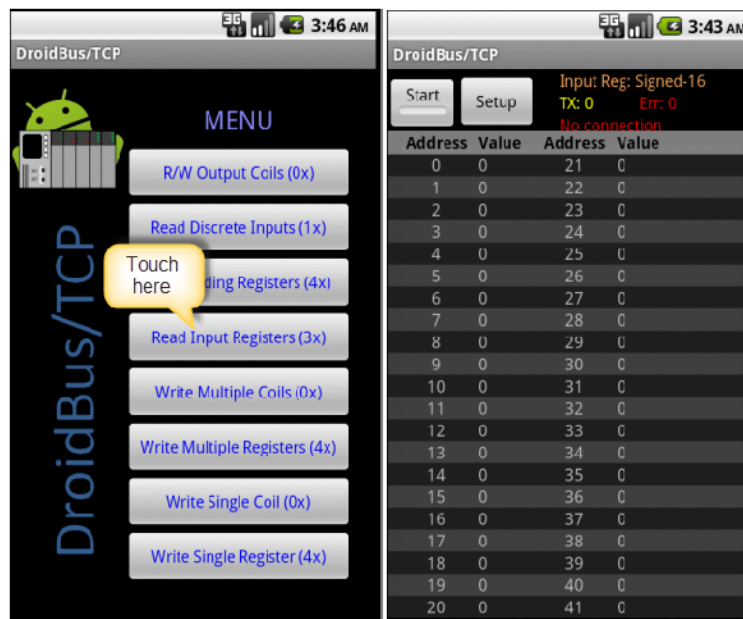 3G 3:46 AM
DroidBus/TCP
MENU
R/W Output Coils (0x)
Read Discrete Inputs (1x)
ding Registers (4x)
Read Input Registers (3x)
Write Multiple Coils (0x)
Write Multiple Registers (4x)
Write Single Coil (0x)
Write Single Register (4x)
Touch
here
DroidBus/TCP
3G 3:43 AM
DroidBus/TCP
Start
Setup
Input Reg: Signed-16
TX: 0 Err: 0
No connection
Address Value Address Value
0 0 21 0
1 0 22 0
2 0 23 0
3 0 24 0
4 0 25 0
5 0 26 0
6 0 27 0
7 0 28 0
8 0 29 0
9 0 30 0
10 0 31 0
11 0 32 0
12 0 33 0
13 0 34 0
14 0 35 0
15 0 36 0
16 0 37 0
17 0 38 0
18 0 39 0
19 0 40 0
20 0 41 0